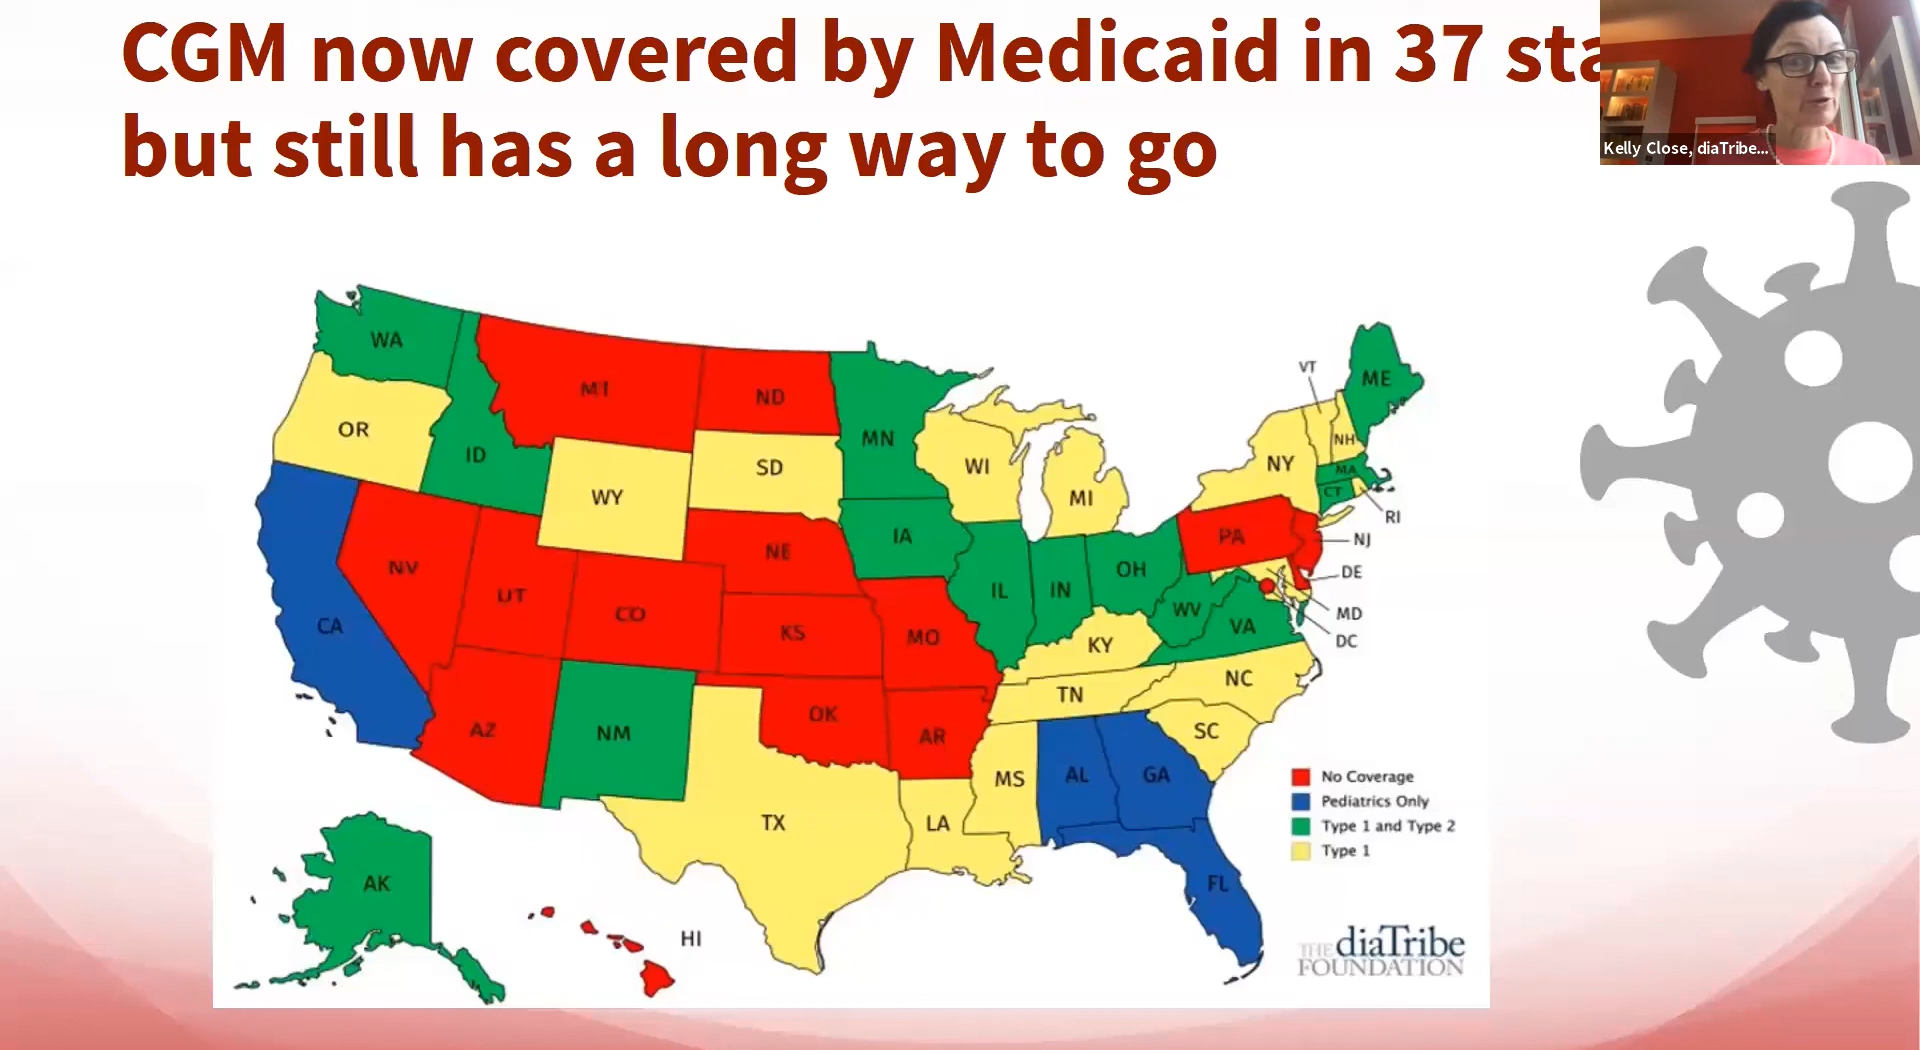 CGM now covered by Medicaid in 37 sta
but still has a long way to go
Kelly Close, diaTribe...
WA
MT
ND
VT
ME
OR
ID
MN
NH
SD
WI
NY
MA
WY
MI
CT
RI
IA
PA
NJ
NE
NV
OH
DE
UT
IL
IN
CO
WV
MD
CA
KS
MO
VA
DC
KY
NC
TN
AZ
NM
OK
AR
SC
MS
AL
GA
TX
LA
No Coverage
Pediatrics Only
Type 1 and Type 2
Type 1
AK
FL
HI
THE diaTribe
FOUNDATION